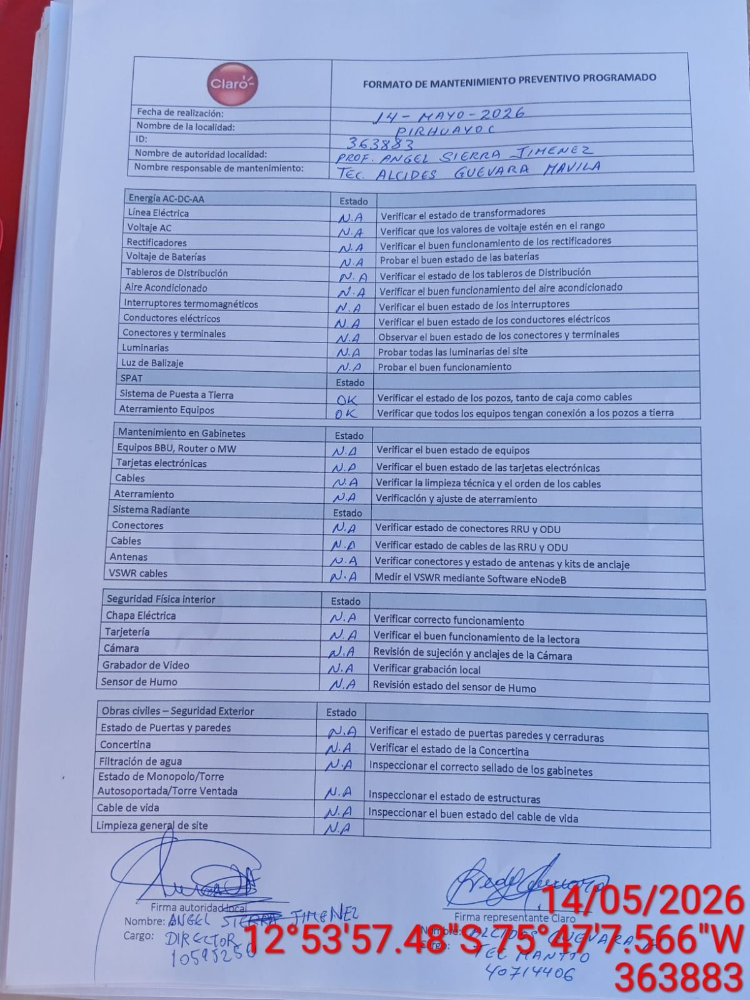 Claro
FORMATO DE MANTENIMIENTO PREVENTIVO PROGRAMADO
Fecha de realización: 14-MAYO-2026
Nombre de la localidad: PIRHUAYOC
ID: 363883
Nombre de autoridad localidad: PROF. ANGEL SIERRA JIMENEZ
Nombre responsable de mantenimiento: TEC. ALCIDES GUEVARA MAVILA
Energía AC-DC-AA Estado
Línea Eléctrica N.A Verificar el estado de transformadores
Voltaje AC N.A Verificar que los valores de voltaje estén en el rango
Rectificadores N.A Verificar el buen funcionamiento de los rectificadores
Voltaje de Baterías N.A Probar el buen estado de las baterías
Tableros de Distribución N.A Verificar el estado de los tableros de Distribución
Aire Acondicionado N.A Verificar el buen funcionamiento del aire acondicionado
Interruptores termomagnéticos N.A Verificar el buen estado de los interruptores
Conductores eléctricos N.A Verificar el buen estado de los conductores eléctricos
Conectores y terminales N.A Observar el buen estado de los conectores y terminales
Luminarias N.A Probar todas las luminarias del site
Luz de Balizaje N.A Probar el buen funcionamiento
SPAT Estado
Sistema de Puesta a Tierra OK Verificar el estado de los pozos, tanto de caja como cables
Aterramiento Equipos OK Verificar que todos los equipos tengan conexión a los pozos a tierra
Mantenimiento en Gabinetes Estado
Equipos BBU, Router o MW N.A Verificar el buen estado de equipos
Tarjetas electrónicas N.A Verificar el buen estado de las tarjetas electrónicas
Cables N.A Verificar la limpieza técnica y el orden de los cables
Aterramiento N.A Verificación y ajuste de aterramiento
Sistema Radiante Estado
Conectores N.A Verificar estado de conectores RRU y ODU
Cables N.A Verificar estado de cables de las RRU y ODU
Antenas N.A Verificar conectores y estado de antenas y kits de anclaje
VSWR cables N.A Medir el VSWR mediante Software eNodeB
Seguridad Física interior Estado
Chapa Eléctrica N.A Verificar correcto funcionamiento
Tarjetería N.A Verificar el buen funcionamiento de la lectora
Cámara N.A Revisión de sujeción y anclajes de la Cámara
Grabador de Video N.A Verificar grabación local
Sensor de Humo N.A Revisión estado del sensor de Humo
Obras civiles – Seguridad Exterior Estado
Estado de Puertas y paredes N.A Verificar el estado de puertas paredes y cerraduras
Concertina N.A Verificar el estado de la Concertina
Filtración de agua N.A Inspeccionar el correcto sellado de los gabinetes
Estado de Monopolo/Torre
Autosoportada/Torre Ventada N.A Inspeccionar el estado de estructuras
Cable de vida N.A Inspeccionar el buen estado del cable de vida
Limpieza general de site N.A
Firma autoridad local
Nombre: ANGEL SIERRA JIMENEZ
Cargo: DIRECTOR
Firma representante Claro
Nombre: ALCIDES GUEVARA
Cargo: TEC MANTTO
40714406
14/05/2026
12°53'57.48"S 75°4'7.566"W
363883